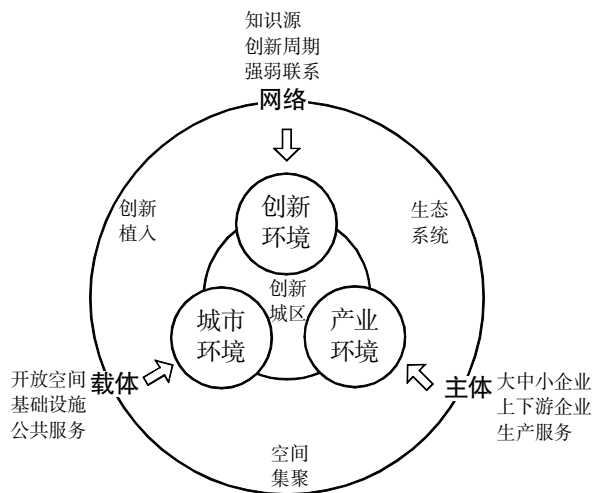 知识源
创新周期
强弱联系
网络
创新
植入
生态
系统
创新
环境
创新
城区
城市
环境
产业
环境
开放空间
基础设施
公共服务
载体
主体
大中小企业
上下游企业
生产服务
空间
集聚